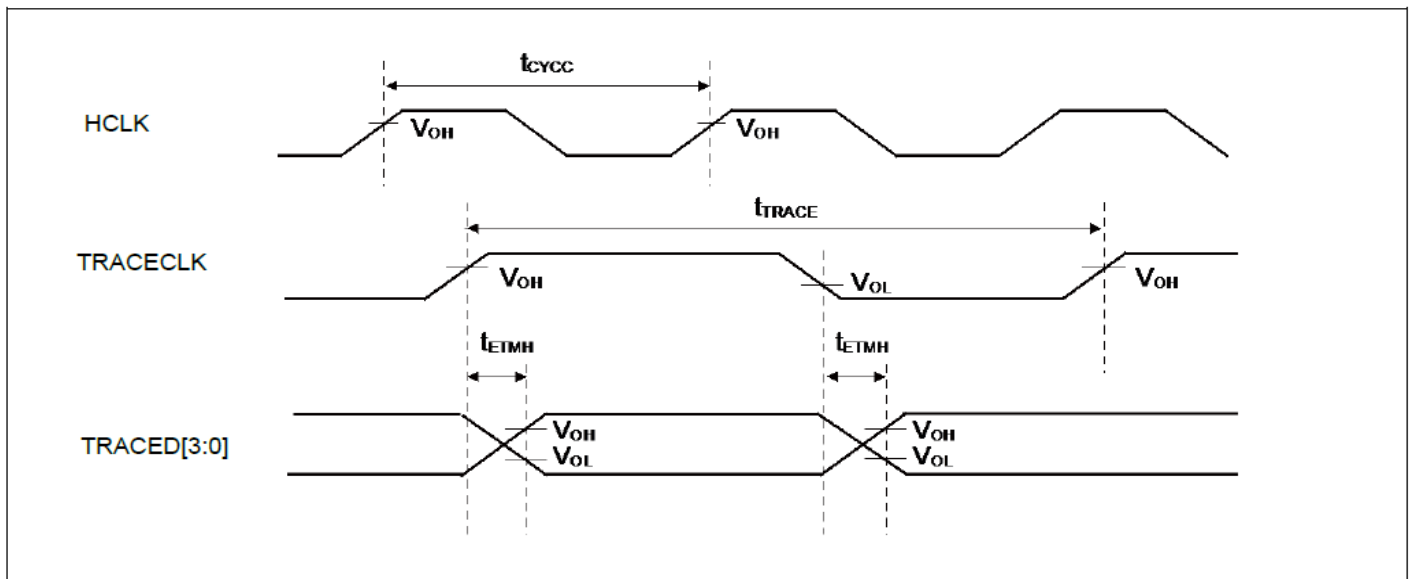 tCYCC
HCLK
VOH VOH
tTRACE
TRACECLK
VOH VOL VOH
tETMH tETMH
TRACED[3:0]
VOH VOH
VOL VOL